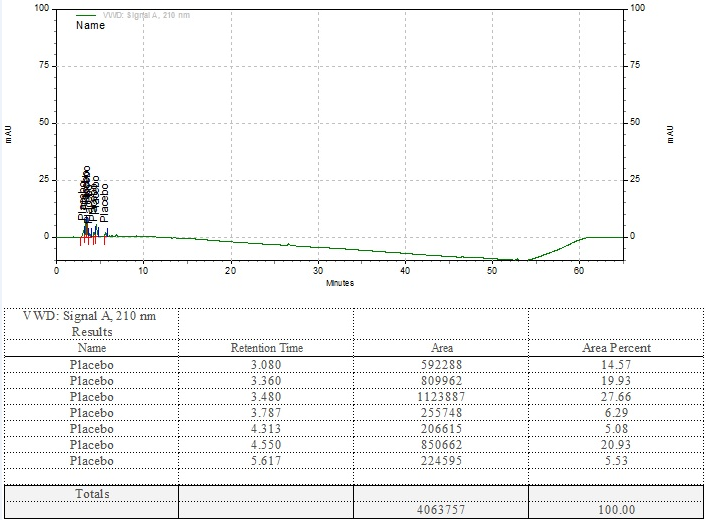 100
100
VWD: Signal A, 210 nm
Name
75
75
mAU
mAU
50
50
25
25
Placebo
Placebo
0
0
0 10 20 30 40 50 60
Minutes
VWD: Signal A, 210 nm
Results
Name Retention Time Area Area Percent
Placebo 3.080 592288 14.57
Placebo 3.360 809962 19.93
Placebo 3.480 1123887 27.66
Placebo 3.787 255748 6.29
Placebo 4.313 206615 5.08
Placebo 4.550 850662 20.93
Placebo 5.617 224595 5.53
Totals
4063757 100.00